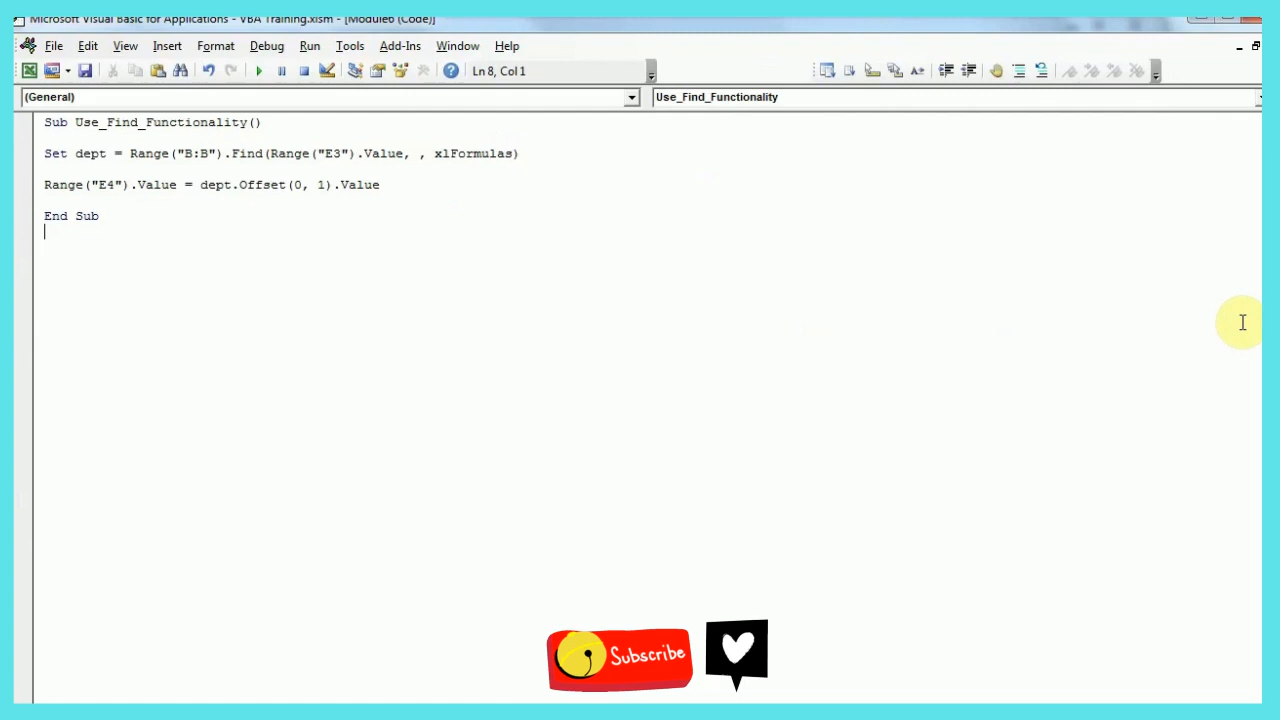 Microsoft Visual Basic for Applications - VBA Training.xlsm - [Module6 (Code)]
File Edit View Insert Format Debug Run Tools Add-Ins Window Help
Ln 8, Col 1
(General)
Use_Find_Functionality
Sub Use_Find_Functionality()
Set dept = Range("B:B").Find(Range("E3").Value, , xlFormulas)
Range("E4").Value = dept.Offset(0, 1).Value
End Sub
Subscribe